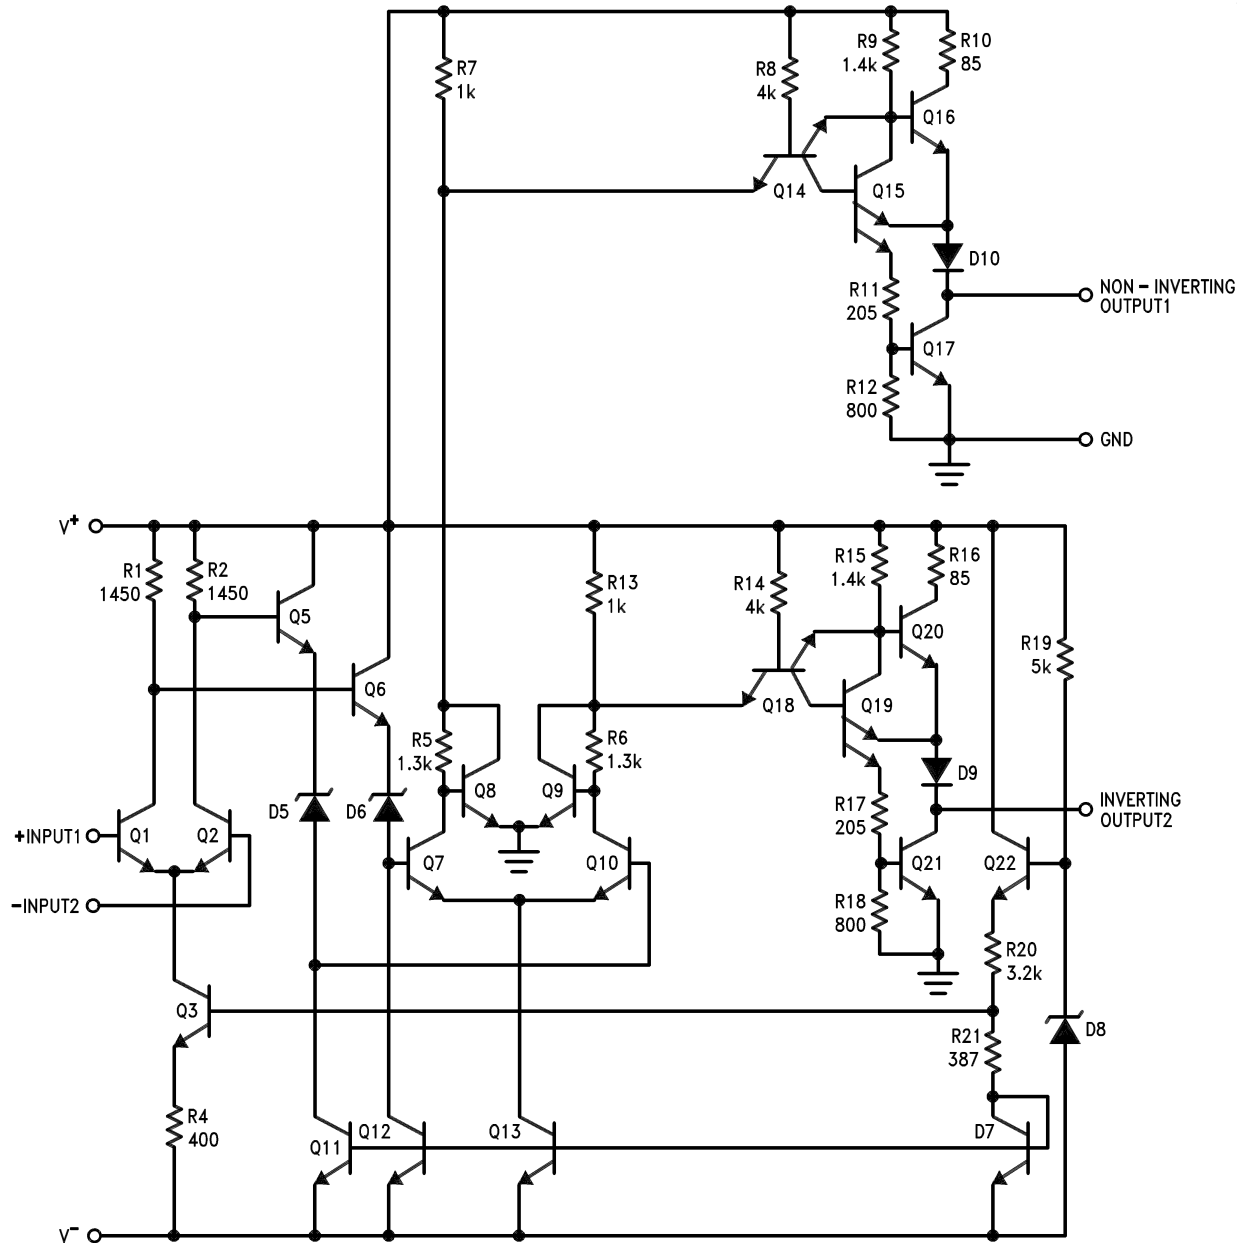 R7
1k
R8
4k
R9
1.4k
R10
85
Q16
Q14
Q15
D10
R11
205
NON – INVERTING
OUTPUT1
Q17
R12
800
GND
V+
R1
1450
R2
1450
Q5
R13
1k
R14
4k
R15
1.4k
R16
85
Q20
R19
5k
Q6
Q18
Q19
R5
1.3k
R6
1.3k
D9
Q8
Q9
D5
D6
R17
205
INVERTING
OUTPUT2
+INPUT1
Q1
Q2
Q7
Q10
Q21
Q22
–INPUT2
R18
800
R20
3.2k
Q3
R21
387
D8
R4
400
Q11
Q12
Q13
D7
V–